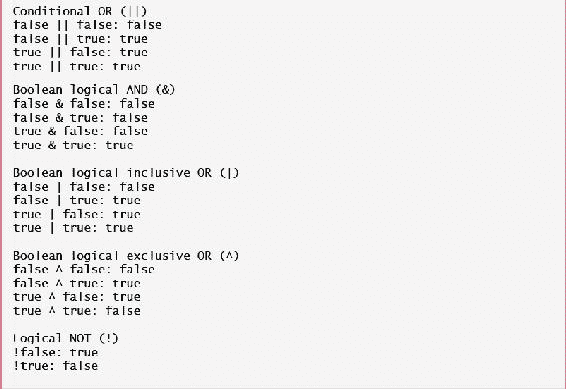 Conditional OR (||)
false || false: false
false || true: true
true || false: true
true || true: true
Boolean logical AND (&)
false & false: false
false & true: false
true & false: false
true & true: true
Boolean logical inclusive OR (|)
false | false: false
false | true: true
true | false: true
true | true: true
Boolean logical exclusive OR (^)
false ^ false: false
false ^ true: true
true ^ false: true
true ^ true: false
Logical NOT (!)
!false: true
!true: false